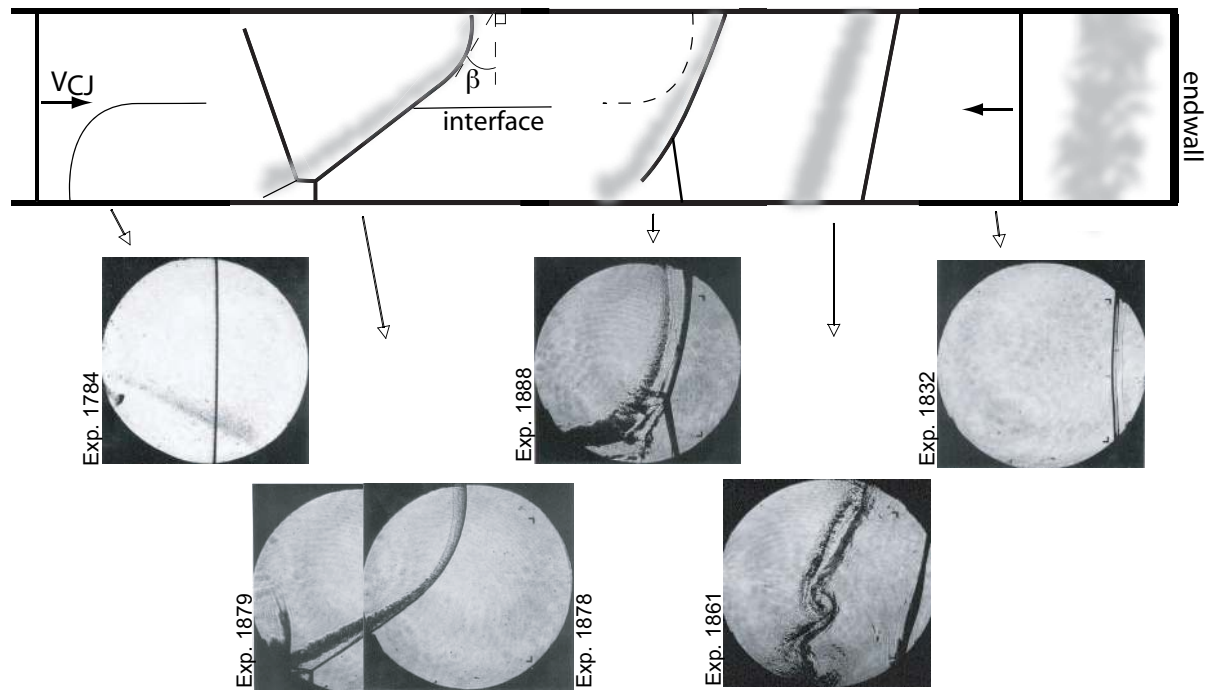 VCJ
β
interface
endwall
Exp. 1784
Exp. 1888
Exp. 1832
Exp. 1879
Exp. 1878
Exp. 1861